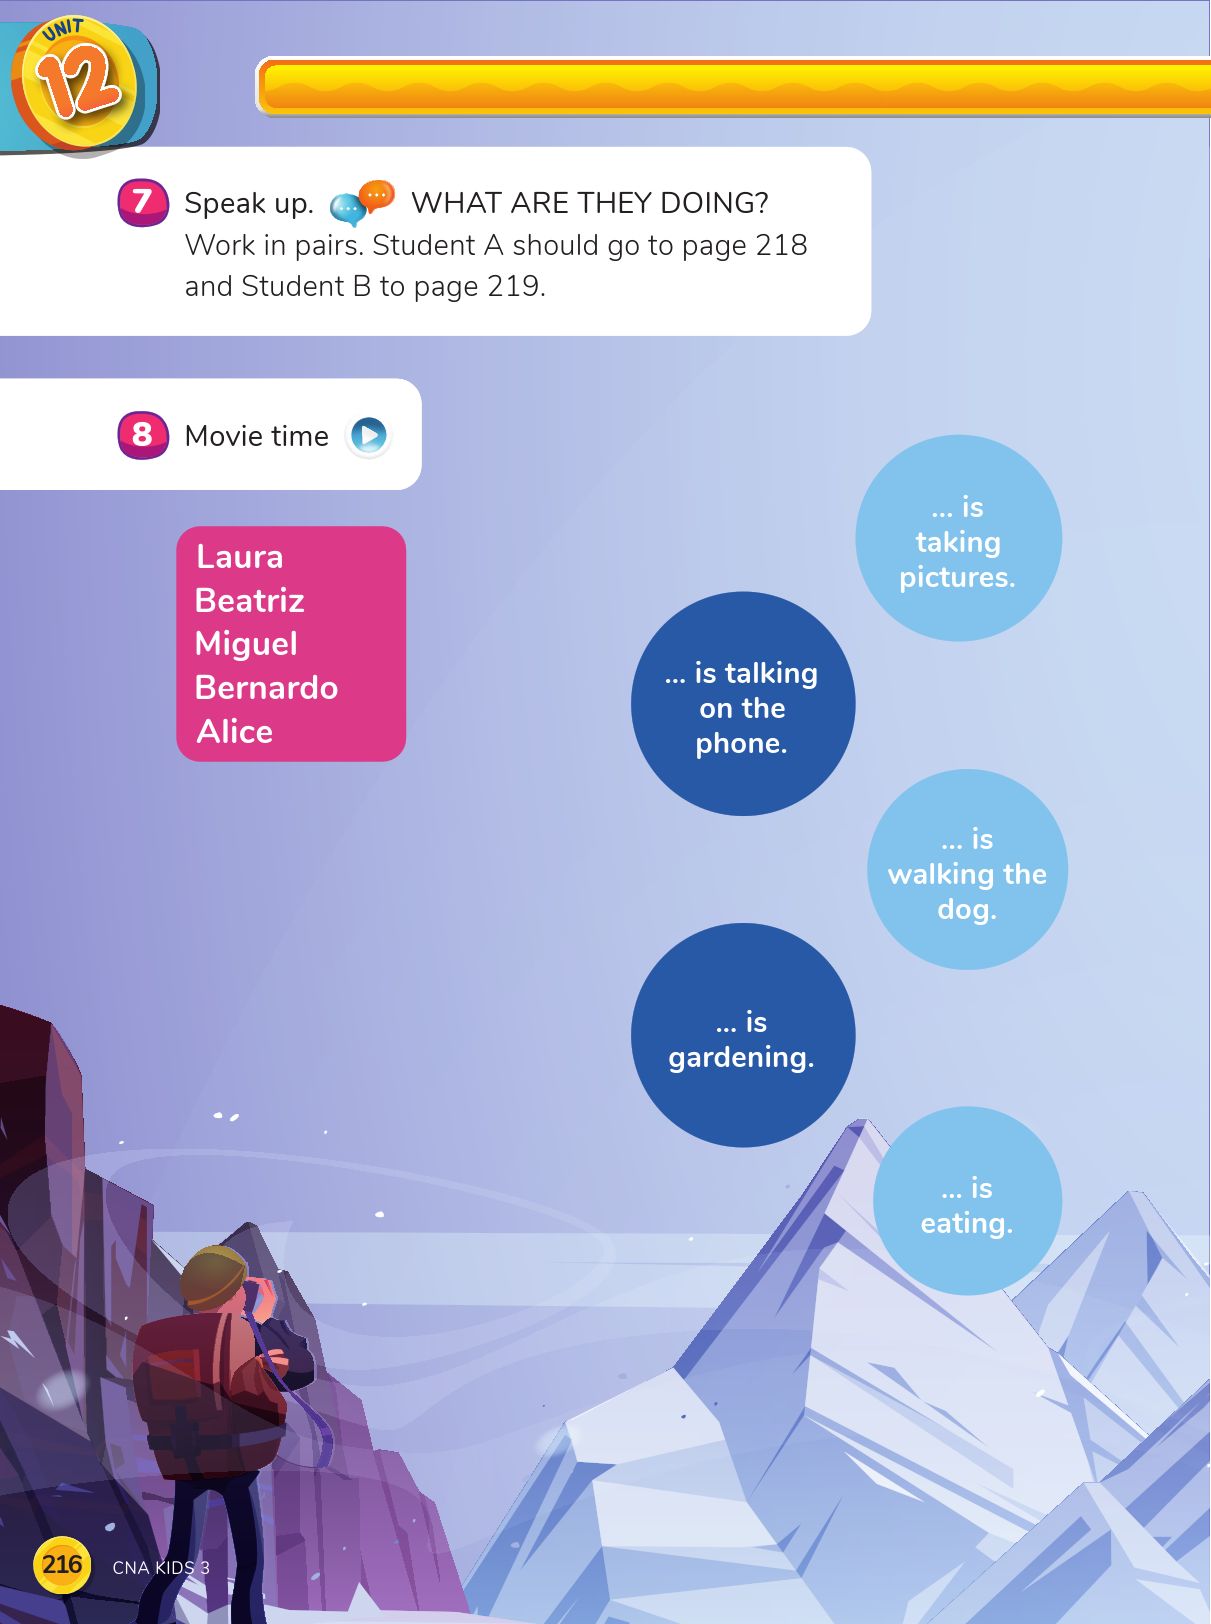 UNIT
12
7 Speak up. WHAT ARE THEY DOING?
Work in pairs. Student A should go to page 218
and Student B to page 219.
8 Movie time
Laura
Beatriz
Miguel
Bernardo
Alice
... is
taking
pictures.
... is talking
on the
phone.
... is
walking the
dog.
... is
gardening.
... is
eating.
216 CNA KIDS 3